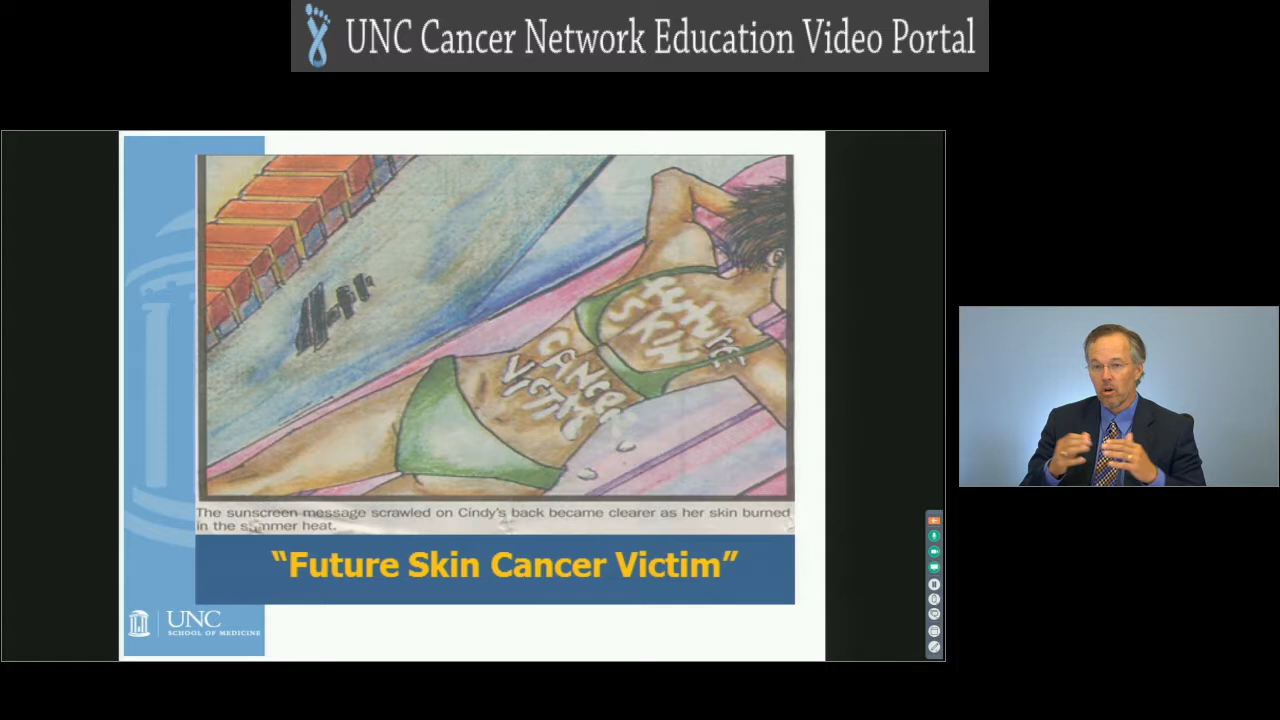 UNC Cancer Network Education Video Portal
FUTURE
SKIN
CANCER
VICTIM
The sunscreen message scrawled on Cindy's back became clearer as her skin burned
in the summer heat.
"Future Skin Cancer Victim"
UNC
SCHOOL OF MEDICINE